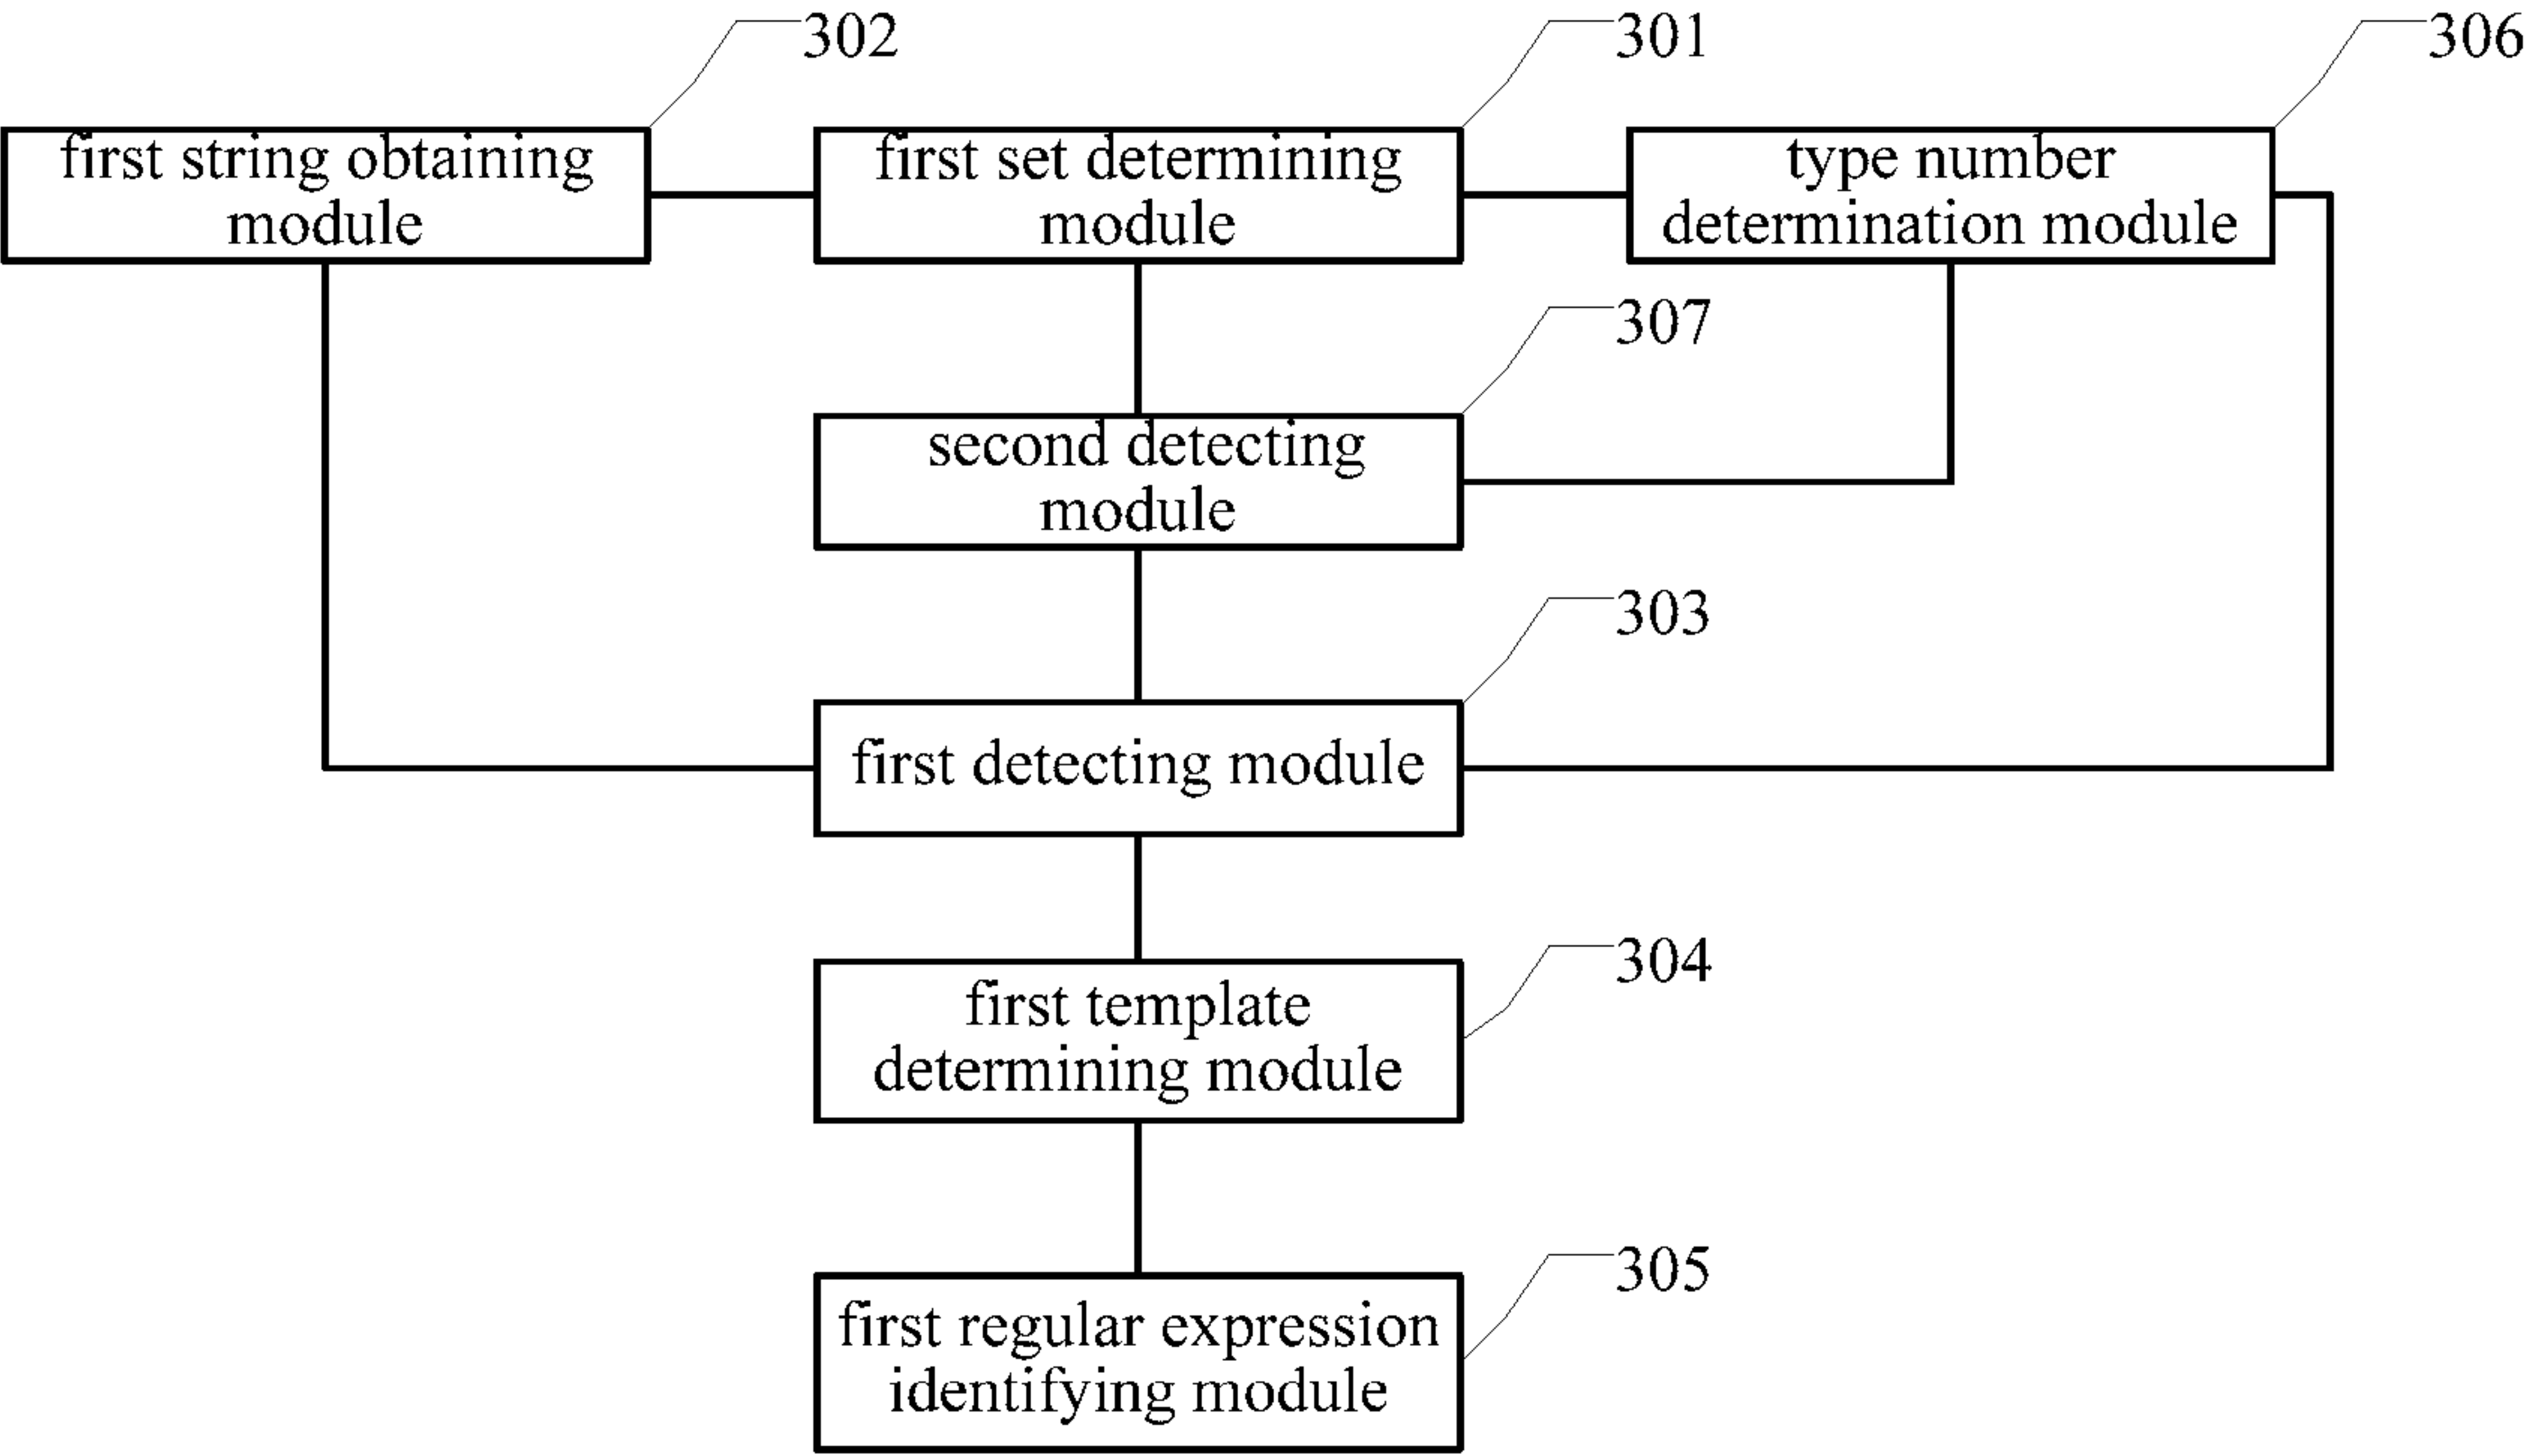 302
301
306
first string obtaining
module
first set determining
module
type number
determination module
307
second detecting
module
303
first detecting module
304
first template
determining module
305
first regular expression
identifying module